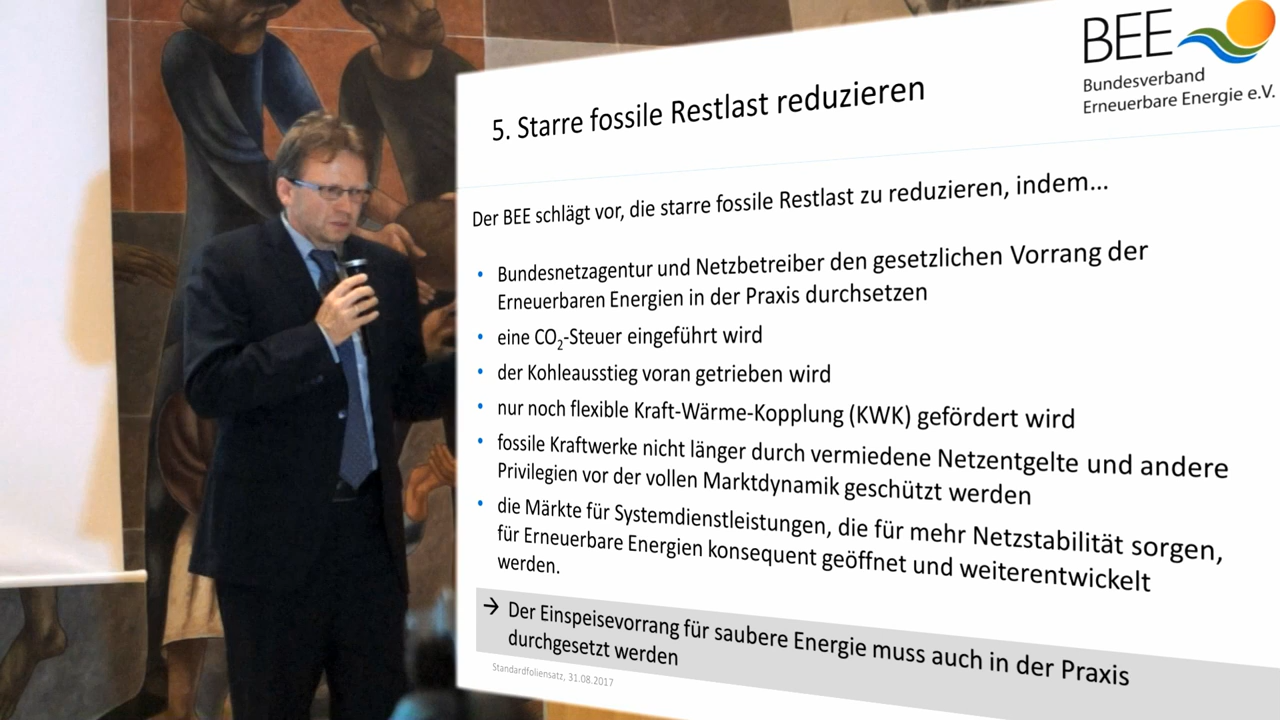 BEE
Bundesverband
Erneuerbare Energie e.V.
5. Starre fossile Restlast reduzieren
Der BEE schlägt vor, die starre fossile Restlast zu reduzieren, indem...
• Bundesnetzagentur und Netzbetreiber den gesetzlichen Vorrang der
Erneuerbaren Energien in der Praxis durchsetzen
• eine CO₂-Steuer eingeführt wird
• der Kohleausstieg voran getrieben wird
• nur noch flexible Kraft-Wärme-Kopplung (KWK) gefördert wird
• fossile Kraftwerke nicht länger durch vermiedene Netzentgelte und andere
Privilegien vor der vollen Marktdynamik geschützt werden
• die Märkte für Systemdienstleistungen, die für mehr Netzstabilität sorgen,
für Erneuerbare Energien konsequent geöffnet und weiterentwickelt
werden.
→ Der Einspeisevorrang für saubere Energie muss auch in der Praxis
durchgesetzt werden
Standardfoliensatz, 31.08.2017